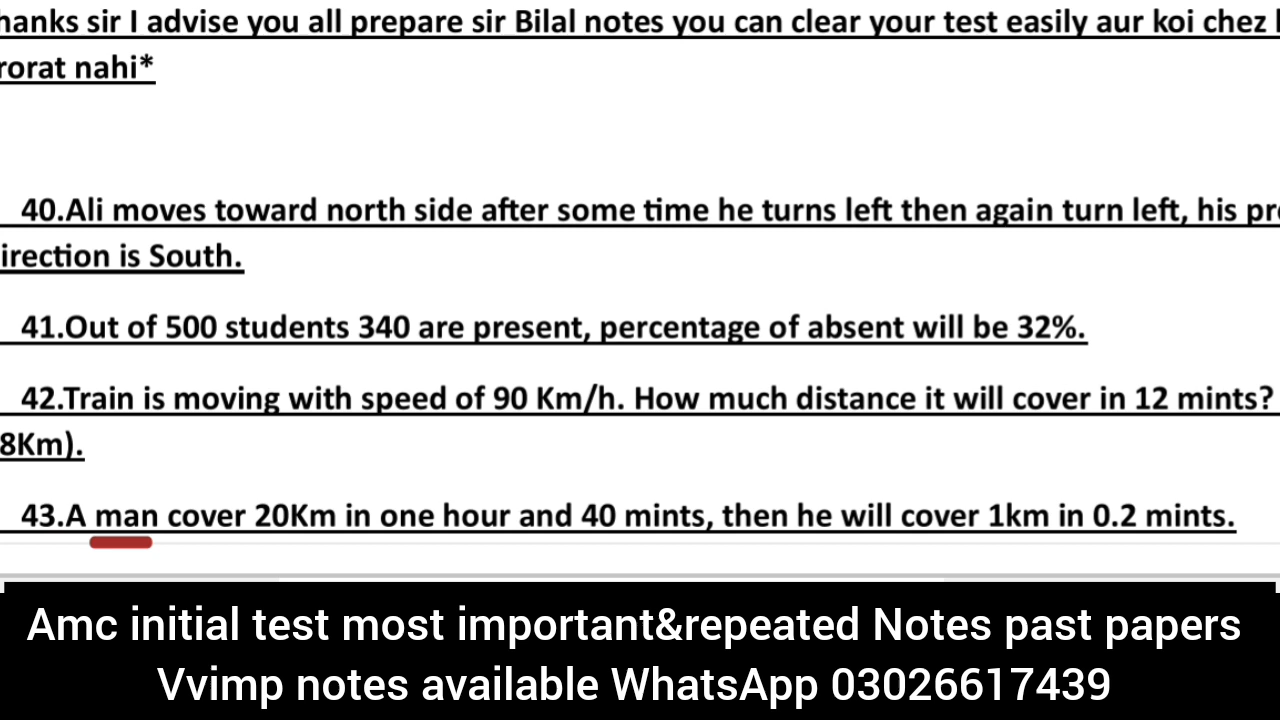 hanks sir I advise you all prepare sir Bilal notes you can clear your test easily aur koi chez
rorat nahi*
40.Ali moves toward north side after some time he turns left then again turn left, his pre
irection is South.
41.Out of 500 students 340 are present, percentage of absent will be 32%.
42.Train is moving with speed of 90 Km/h. How much distance it will cover in 12 mints?
8Km).
43.A man cover 20Km in one hour and 40 mints, then he will cover 1km in 0.2 mints.
Amc initial test most important&repeated Notes past papers
Vvimp notes available WhatsApp 03026617439